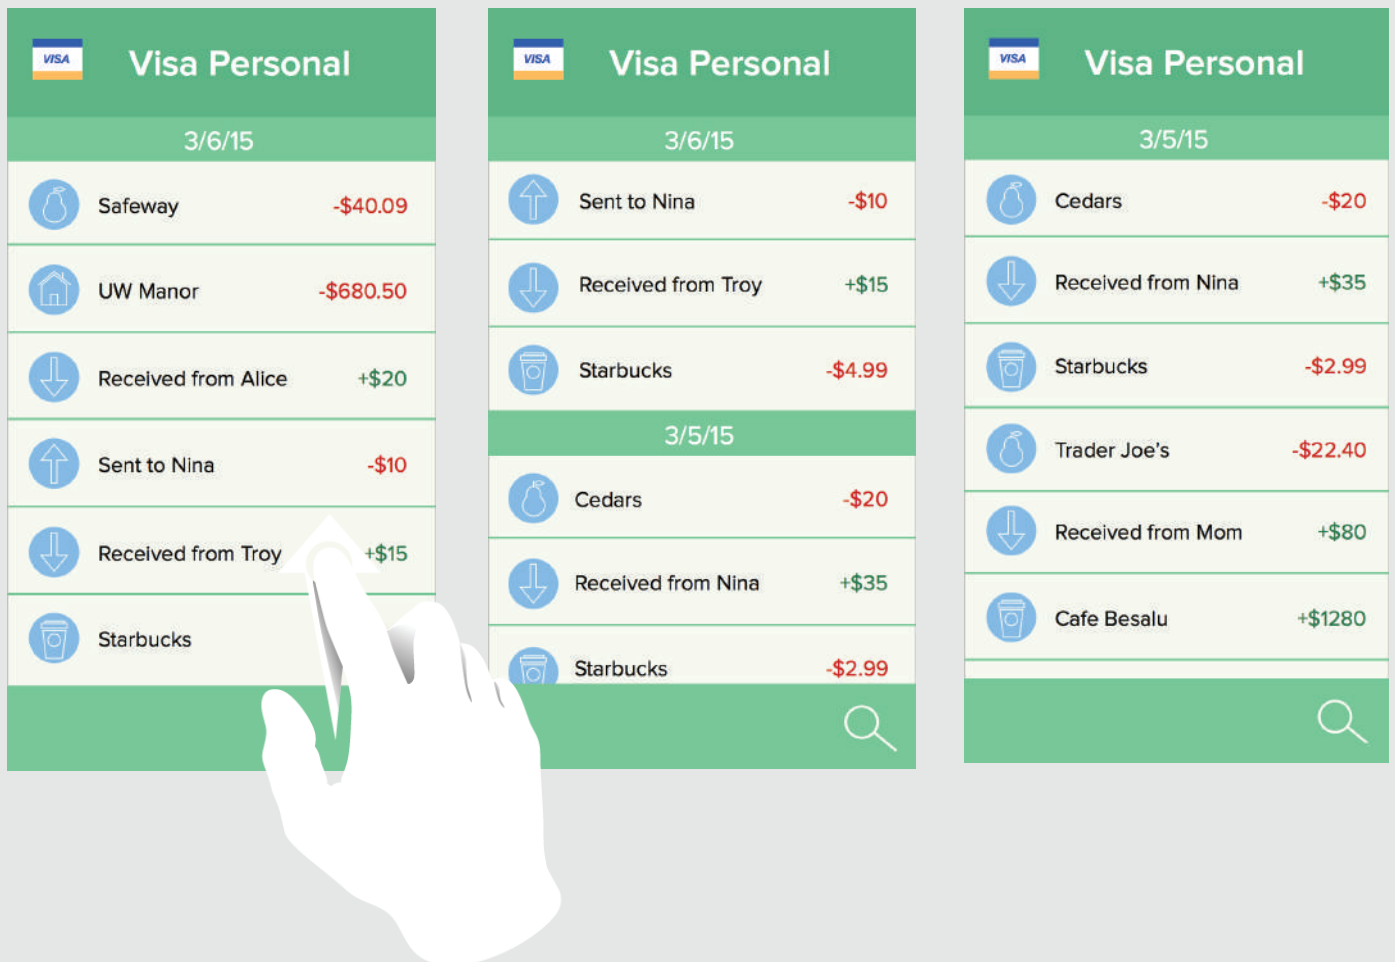 VISA Visa Personal
3/6/15
Safeway -$40.09
UW Manor -$680.50
Received from Alice +$20
Sent to Nina -$10
Received from Troy +$15
Starbucks
VISA Visa Personal
3/6/15
Sent to Nina -$10
Received from Troy +$15
Starbucks -$4.99
3/5/15
Cedars -$20
Received from Nina +$35
Starbucks -$2.99
VISA Visa Personal
3/5/15
Cedars -$20
Received from Nina +$35
Starbucks -$2.99
Trader Joe's -$22.40
Received from Mom +$80
Cafe Besalu +$1280